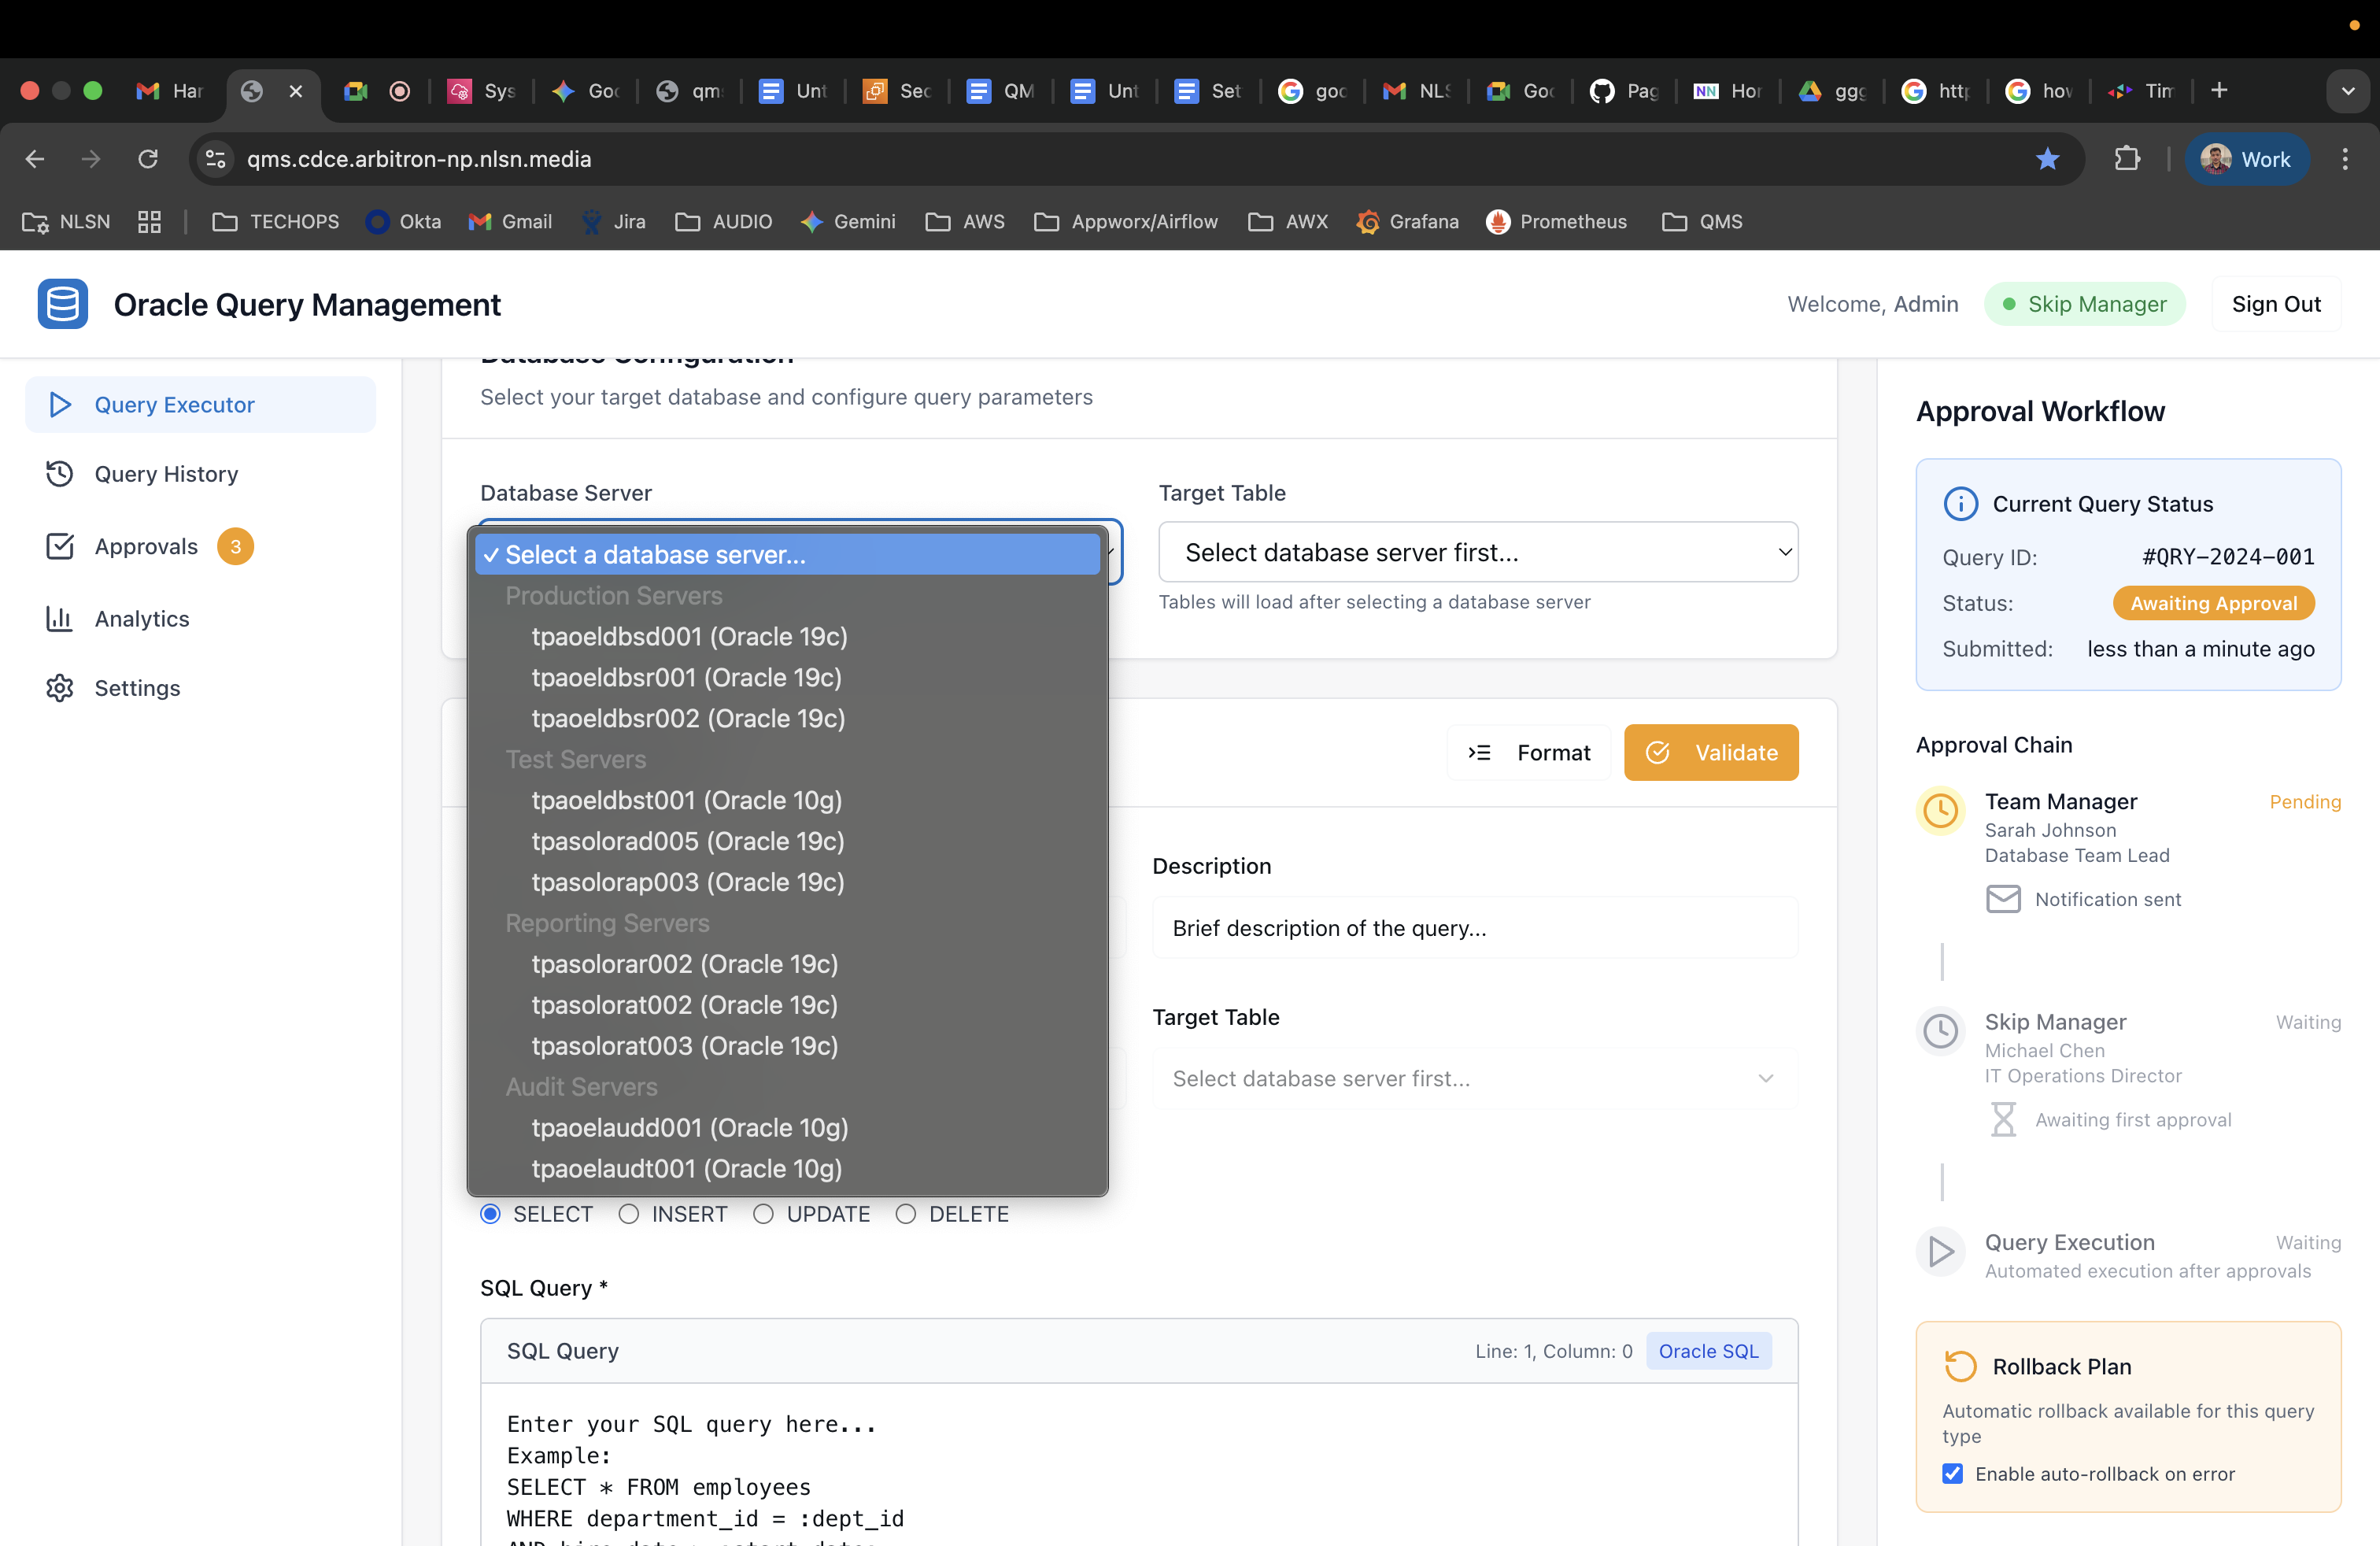 Har
Sys
Goo
qms
Unt
Sec
QM
Unt
Set
goo
NLS
Goo
Pag
NN Hor
ggg
http
how
Tim
qms.cdce.arbitron-np.nlsn.media
Work
NLSN
TECHOPS
Okta
Gmail
Jira
AUDIO
Gemini
AWS
Appworx/Airflow
AWX
Grafana
Prometheus
QMS
Oracle Query Management
Welcome, Admin
Skip Manager
Sign Out
Query Executor
Query History
Approvals 3
Analytics
Settings
Database Configuration
Select your target database and configure query parameters
Database Server
Select a database server...
Production Servers
tpaoeldbsd001 (Oracle 19c)
tpaoeldbsr001 (Oracle 19c)
tpaoeldbsr002 (Oracle 19c)
Test Servers
tpaoeldbst001 (Oracle 10g)
tpasolorad005 (Oracle 19c)
tpasolorap003 (Oracle 19c)
Reporting Servers
tpasolorar002 (Oracle 19c)
tpasolorat002 (Oracle 19c)
tpasolorat003 (Oracle 19c)
Audit Servers
tpaoelaudd001 (Oracle 10g)
tpaoelaudt001 (Oracle 10g)
Target Table
Select database server first...
Tables will load after selecting a database server
Format
Validate
Description
Brief description of the query...
Target Table
Select database server first...
SELECT
INSERT
UPDATE
DELETE
SQL Query *
SQL Query
Line: 1, Column: 0
Oracle SQL
Enter your SQL query here...
Example:
SELECT * FROM employees
WHERE department_id = :dept_id
Approval Workflow
Current Query Status
Query ID: #QRY-2024-001
Status: Awaiting Approval
Submitted: less than a minute ago
Approval Chain
Team Manager Pending
Sarah Johnson
Database Team Lead
Notification sent
Skip Manager Waiting
Michael Chen
IT Operations Director
Awaiting first approval
Query Execution Waiting
Automated execution after approvals
Rollback Plan
Automatic rollback available for this query
type
Enable auto-rollback on error